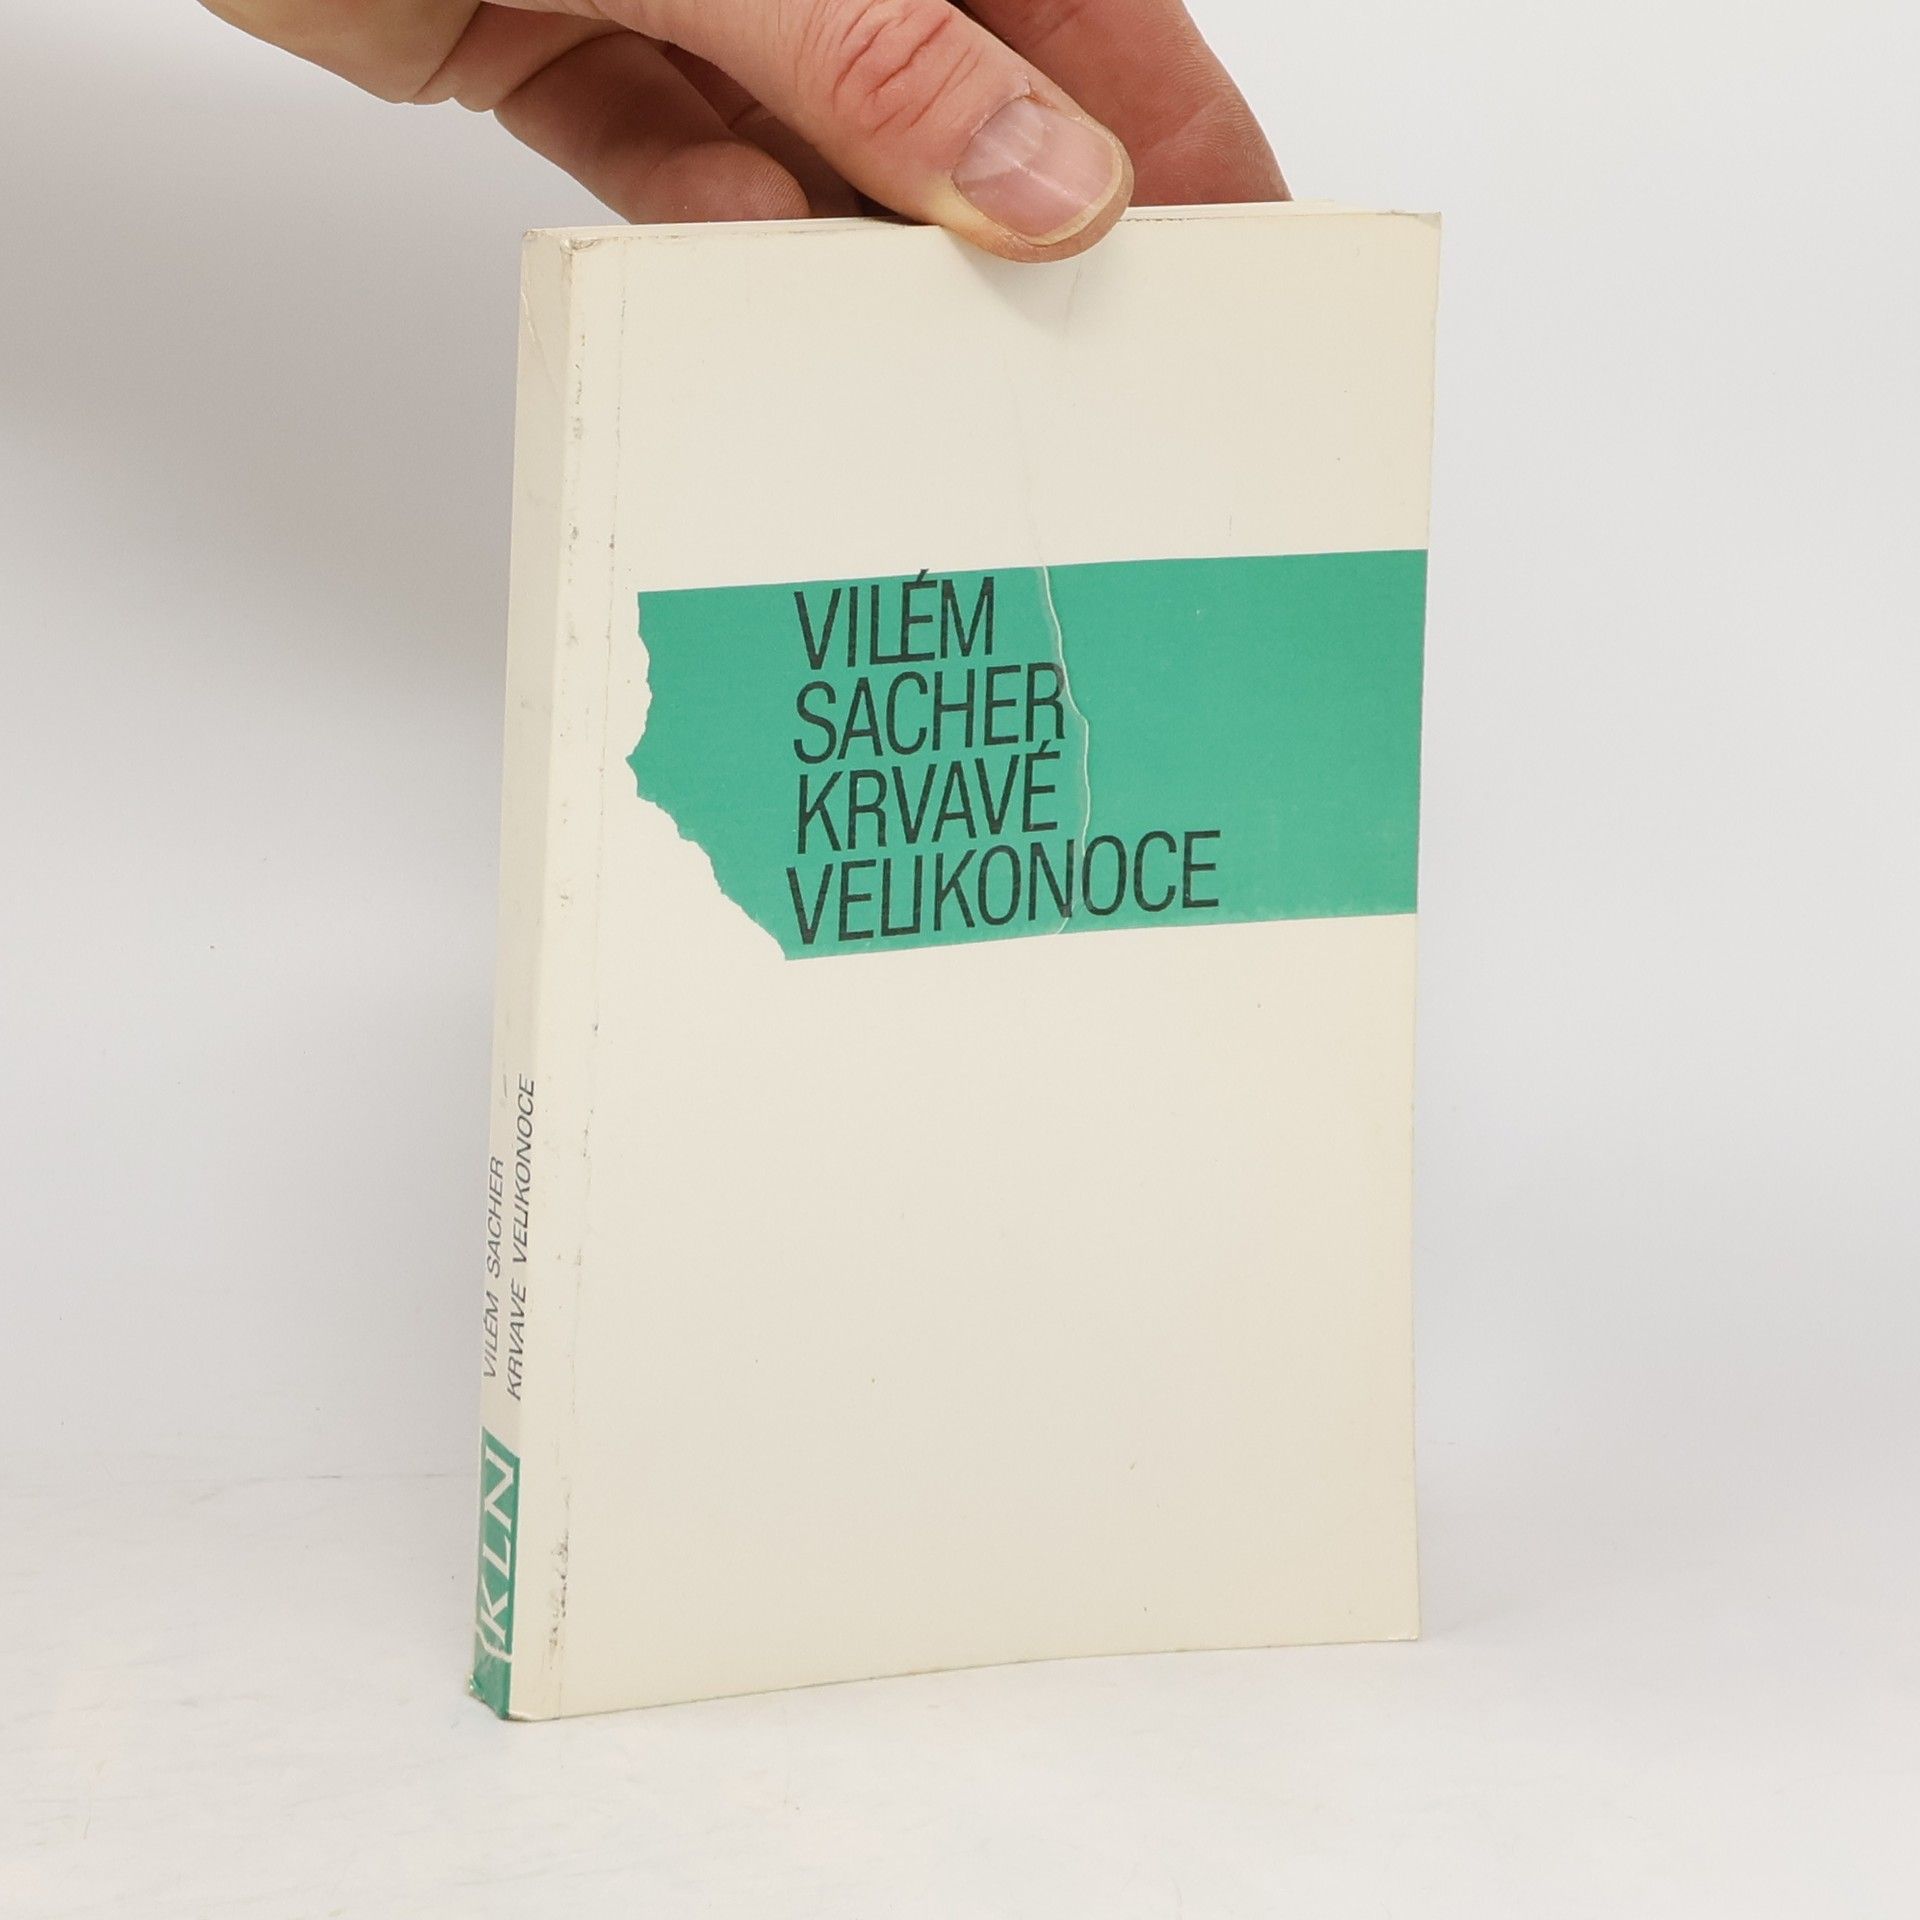 VILÉM
SACHER
KRVAVÉ
VELIKONOCE
VILÉM SACHER
KRVAVÉ VELIKONOCE
KLN